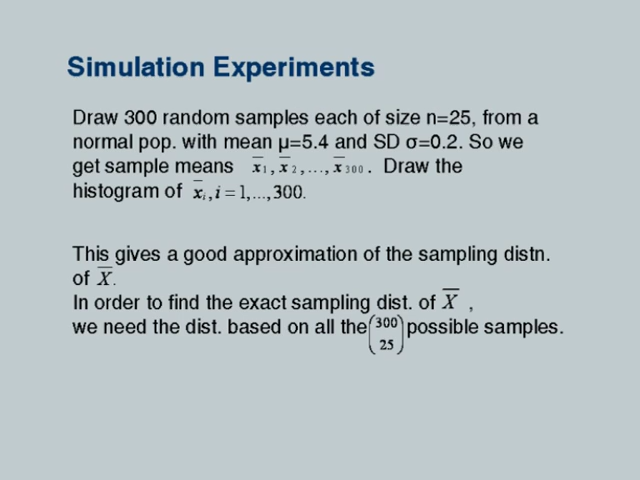 Simulation Experiments
Draw 300 random samples each of size n=25, from a
normal pop. with mean μ=5.4 and SD σ=0.2. So we
get sample means x̄₁, x̄₂, ..., x̄₃₀₀. Draw the
histogram of x̄ᵢ, i = 1,...,300.
This gives a good approximation of the sampling distn.
of X̄.
In order to find the exact sampling dist. of X̄ ,
we need the dist. based on all the (300 25) possible samples.